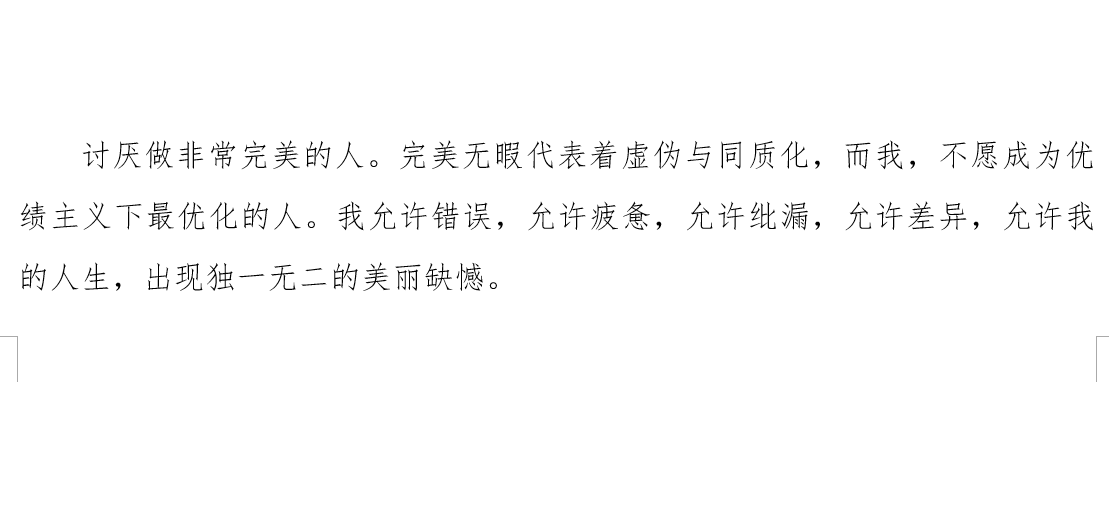 讨厌做非常完美的人。完美无暇代表着虚伪与同质化，而我，不愿成为优
绩主义下最优化的人。我允许错误，允许疲惫，允许纰漏，允许差异，允许我
的人生，出现独一无二的美丽缺憾。